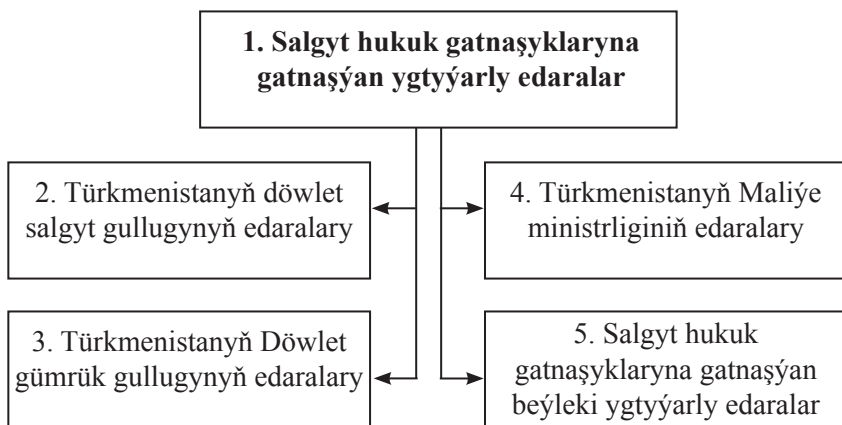 1. Salgyt hukuk gatnaşyklaryna
gatnaşýan ygtyýarly edaralar
2. Türkmenistanyň döwlet
salgyt gullugynyň edaralary
3. Türkmenistanyň Döwlet
gümrük gullugynyň edaralary
4. Türkmenistanyň Maliýe
ministrliginiň edaralary
5. Salgyt hukuk
gatnaşyklaryna gatnaşýan
beýleki ygtyýarly edaralar